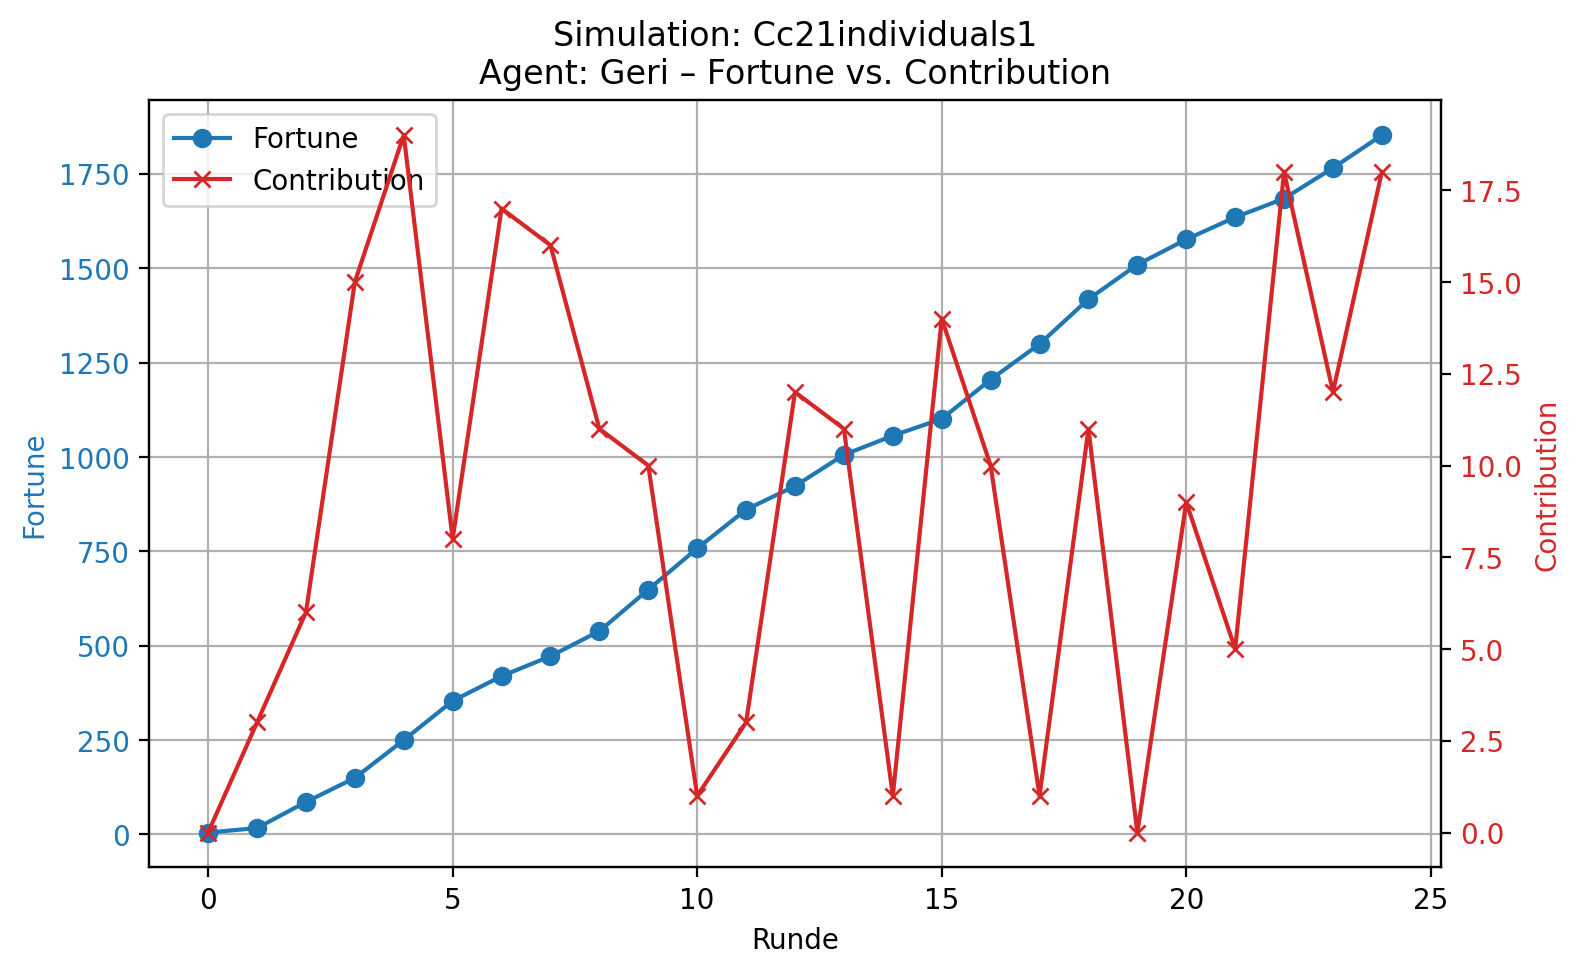 Simulation: Cc21individuals1
Agent: Geri – Fortune vs. Contribution
Fortune
Contribution
1750
1500
1250
1000
750
500
250
0
Fortune
17.5
15.0
12.5
10.0
7.5
5.0
2.5
0.0
Contribution
0 5 10 15 20 25
Runde